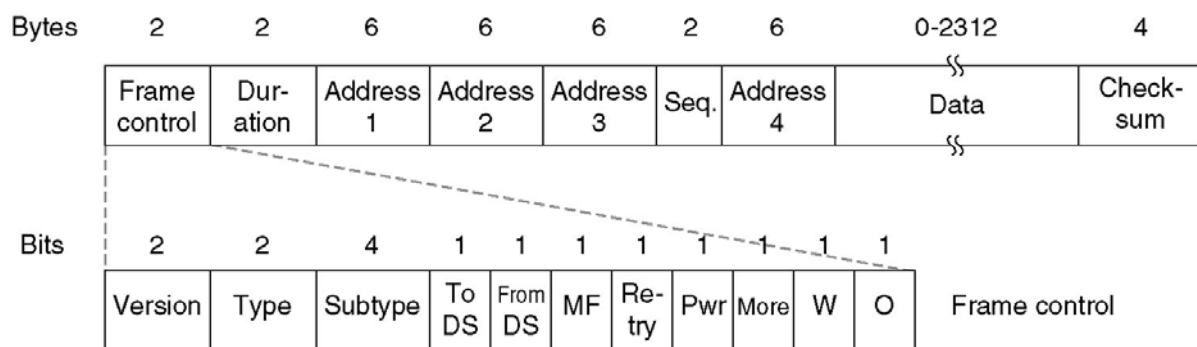 Bytes 2 2 6 6 6 2 6 0-2312 4
Frame Dur- Address Address Address Seq. Address Data Check-
control ation 1 2 3 4 sum
Bits 2 2 4 1 1 1 1 1 1 1 1
Version Type Subtype To From MF Re- Pwr More W O Frame control
DS DS try